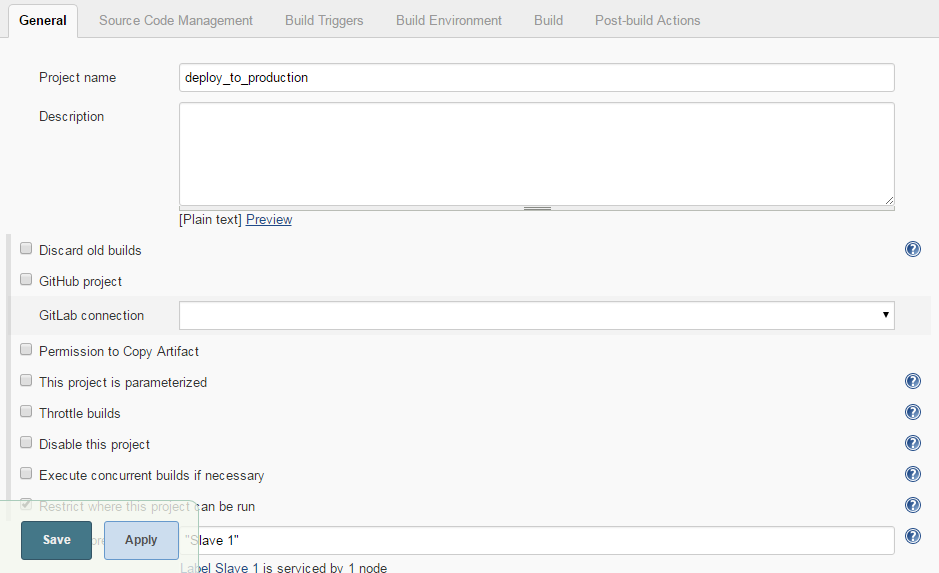 General Source Code Management Build Triggers Build Environment Build Post-build Actions
Project name deploy_to_production
Description
[Plain text] Preview
Discard old builds
GitHub project
GitLab connection
Permission to Copy Artifact
This project is parameterized
Throttle builds
Disable this project
Execute concurrent builds if necessary
Restrict where this project can be run
Save Apply "Slave 1"
Label Slave 1 is serviced by 1 node